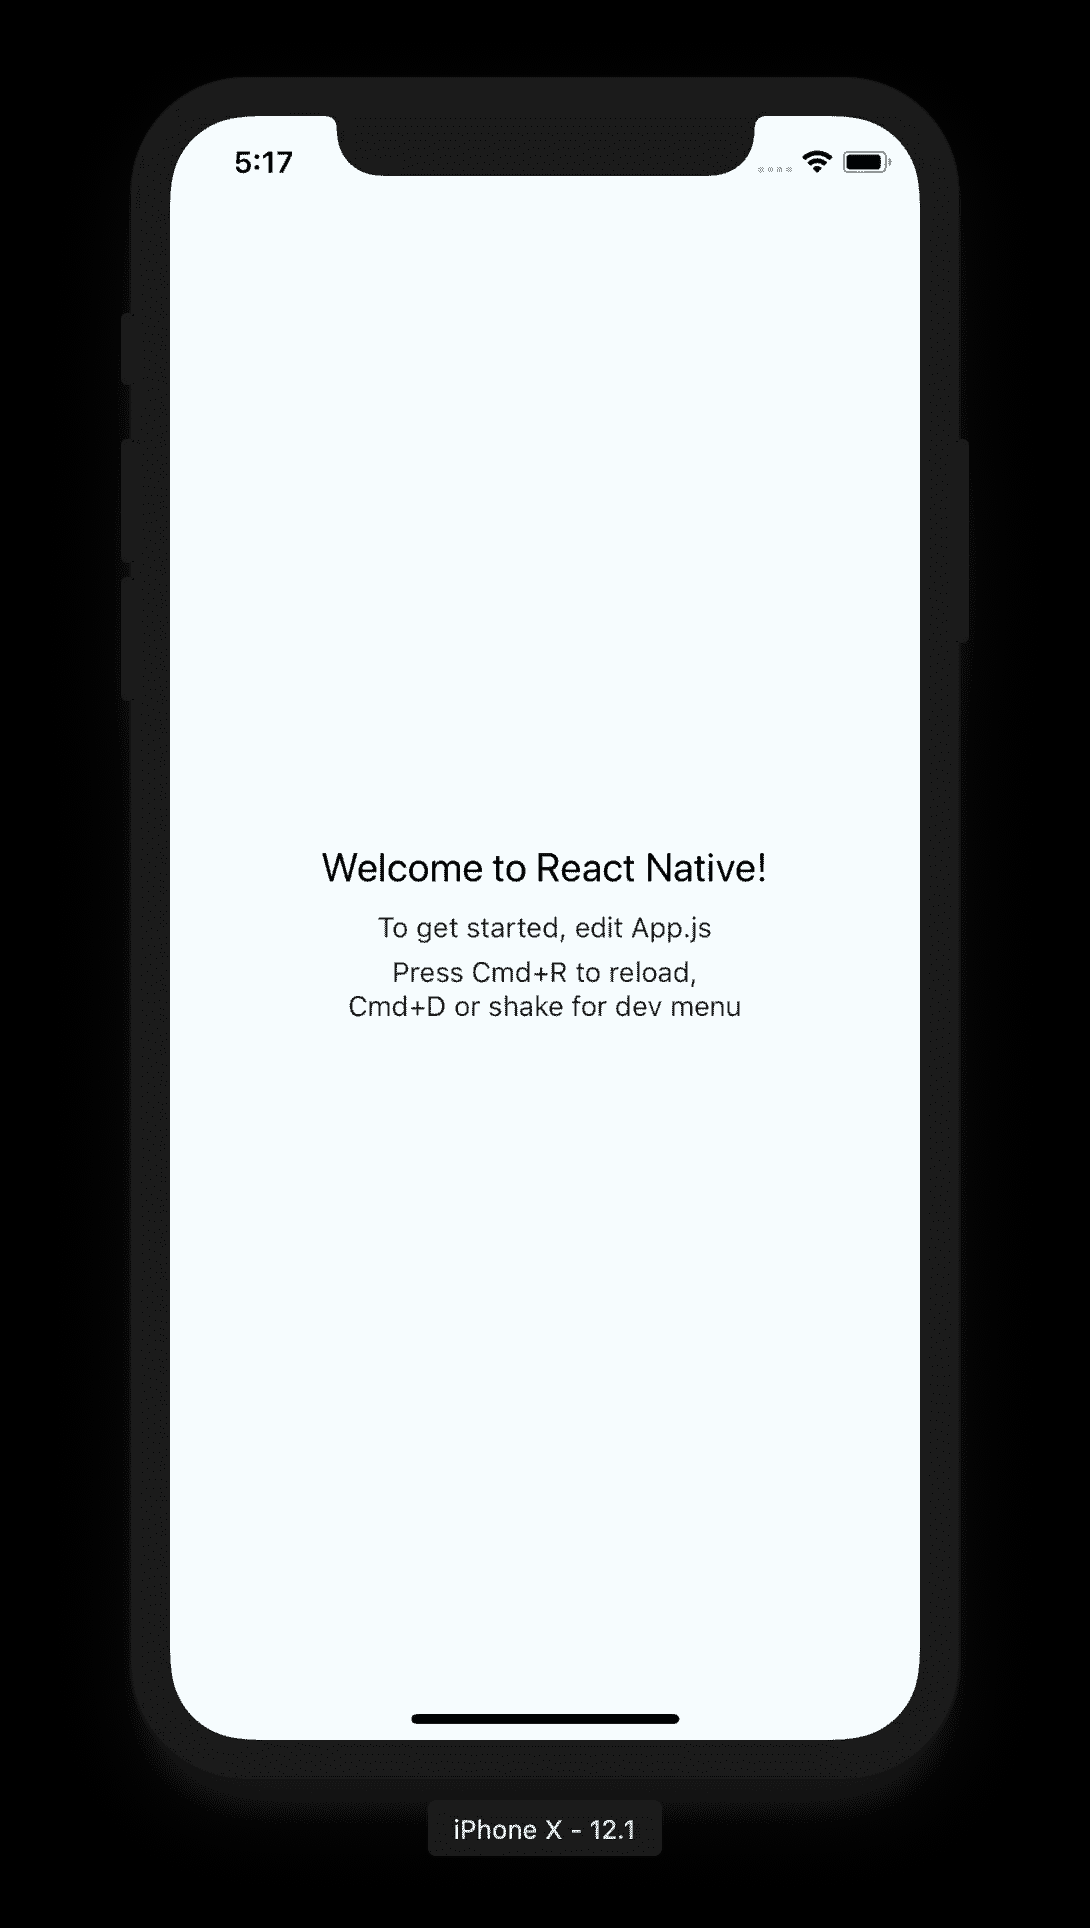 5:17
Welcome to React Native!
To get started, edit App.js
Press Cmd+R to reload,
Cmd+D or shake for dev menu
iPhone X - 12.1